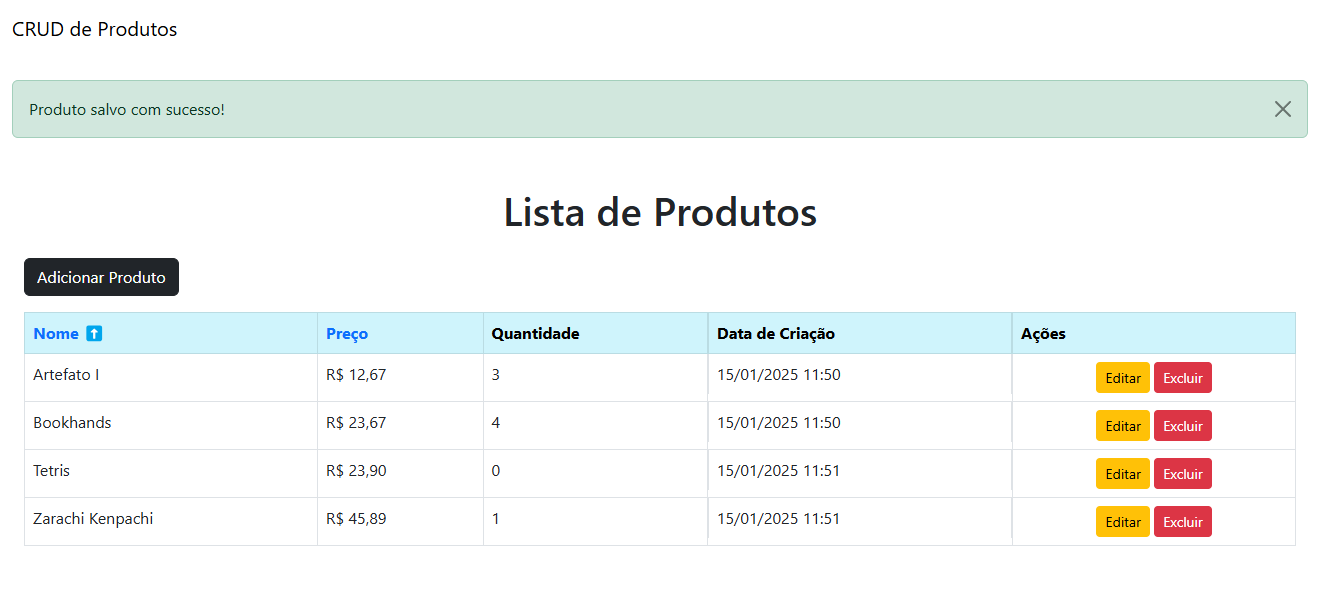 CRUD de Produtos
Produto salvo com sucesso!
Lista de Produtos
Adicionar Produto
Nome ⬆ Preço Quantidade Data de Criação Ações
Artefato I R$ 12,67 3 15/01/2025 11:50 Editar Excluir
Bookhands R$ 23,67 4 15/01/2025 11:50 Editar Excluir
Tetris R$ 23,90 0 15/01/2025 11:51 Editar Excluir
Zarachi Kenpachi R$ 45,89 1 15/01/2025 11:51 Editar Excluir